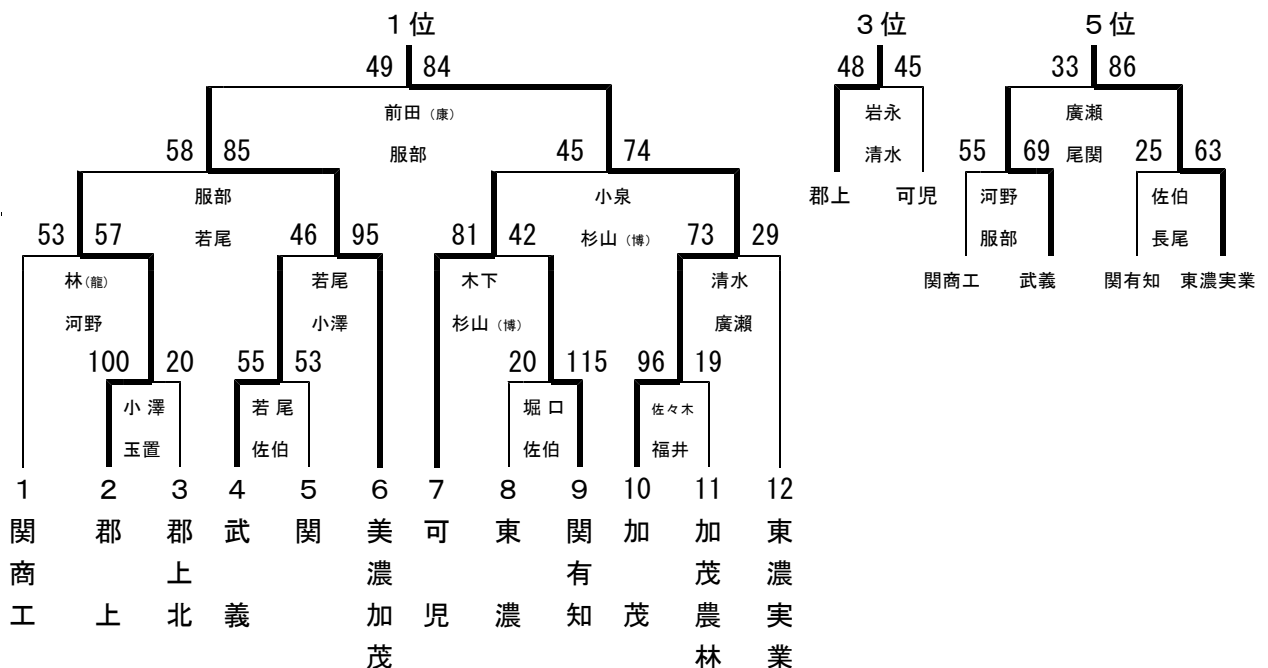 １位 ３位 ５位
49 84 48 45 33 86
前田（康） 岩永 廣瀬
58 85 服部 45 74 清水 55 69 尾関 25 63
郡上 可児
服部 小泉 河野 佐伯
53 57 若尾 46 95 81 42 杉山（博） 73 29 服部 長尾
関商工 武義 関有知 東濃実業
林(龍) 若尾 木下 清水
河野 小澤 杉山（博） 廣瀬
100 20 55 53 20 115 96 19
小澤 若尾 堀口 佐々木
玉置 佐伯 佐伯 福井
1 2 3 4 5 6 7 8 9 10 11 12
関商工 郡上 郡上北 武義 関 美濃加茂 可児 東濃 関有知 加茂 加茂農林 東濃実業